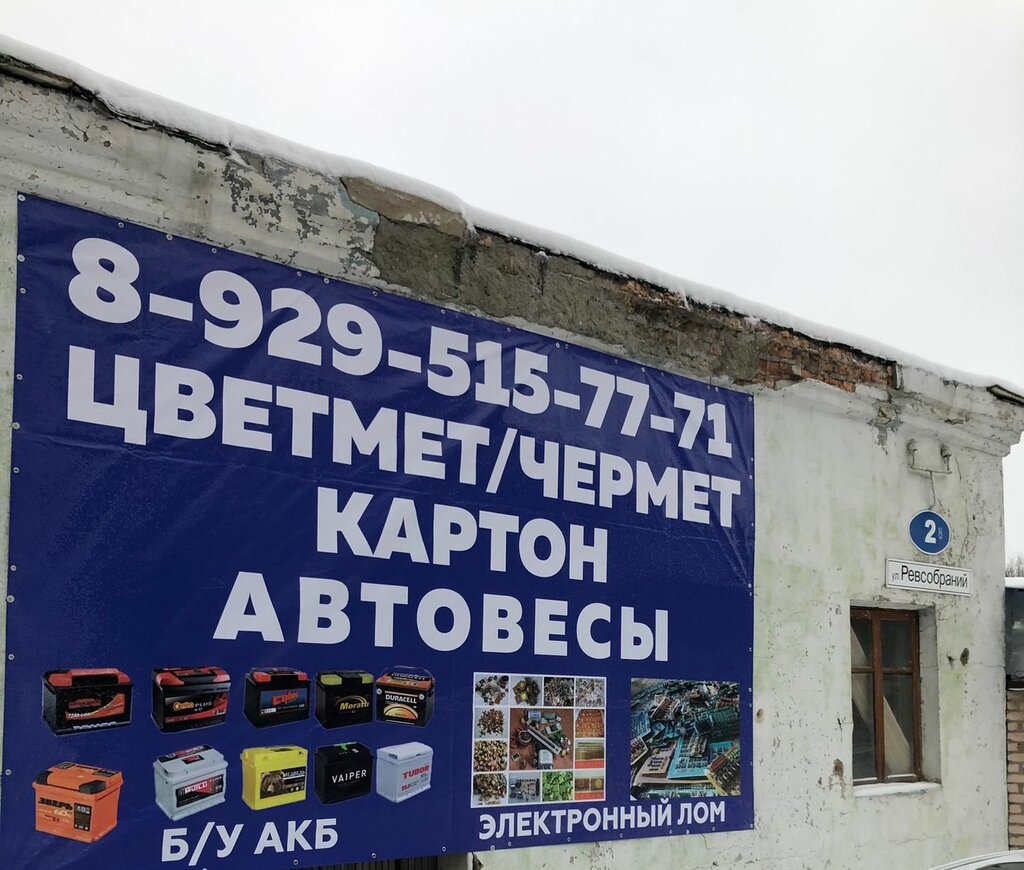 8-929-515-77-71
ЦВЕТМЕТ/ЧЕРМЕТ
КАРТОН
АВТОВЕСЫ
Moratti
DURACELL
ЗВЕРЬ
VAIPER
TUBOR
Б/У АКБ
ЭЛЕКТРОННЫЙ ЛОМ
2
ул. Ревсобраний